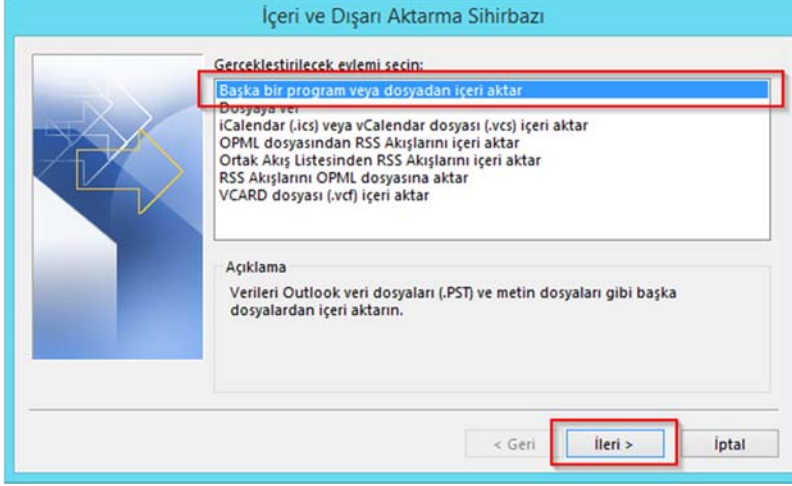 İçeri ve Dışarı Aktarma Sihirbazı
Gerçekleştirilecek eylemi seçin:
Başka bir program veya dosyadan içeri aktar
Dosyaya ver
iCalendar (.ics) veya vCalendar dosyası (.vcs) içeri aktar
OPML dosyasından RSS Akışlarını içeri aktar
Ortak Akış Listesinden RSS Akışlarını içeri aktar
RSS Akışlarını OPML dosyasına aktar
VCARD dosyası (.vcf) içeri aktar
Açıklama
Verileri Outlook veri dosyaları (.PST) ve metin dosyaları gibi başka
dosyalardan içeri aktarın.
< Geri İleri > İptal